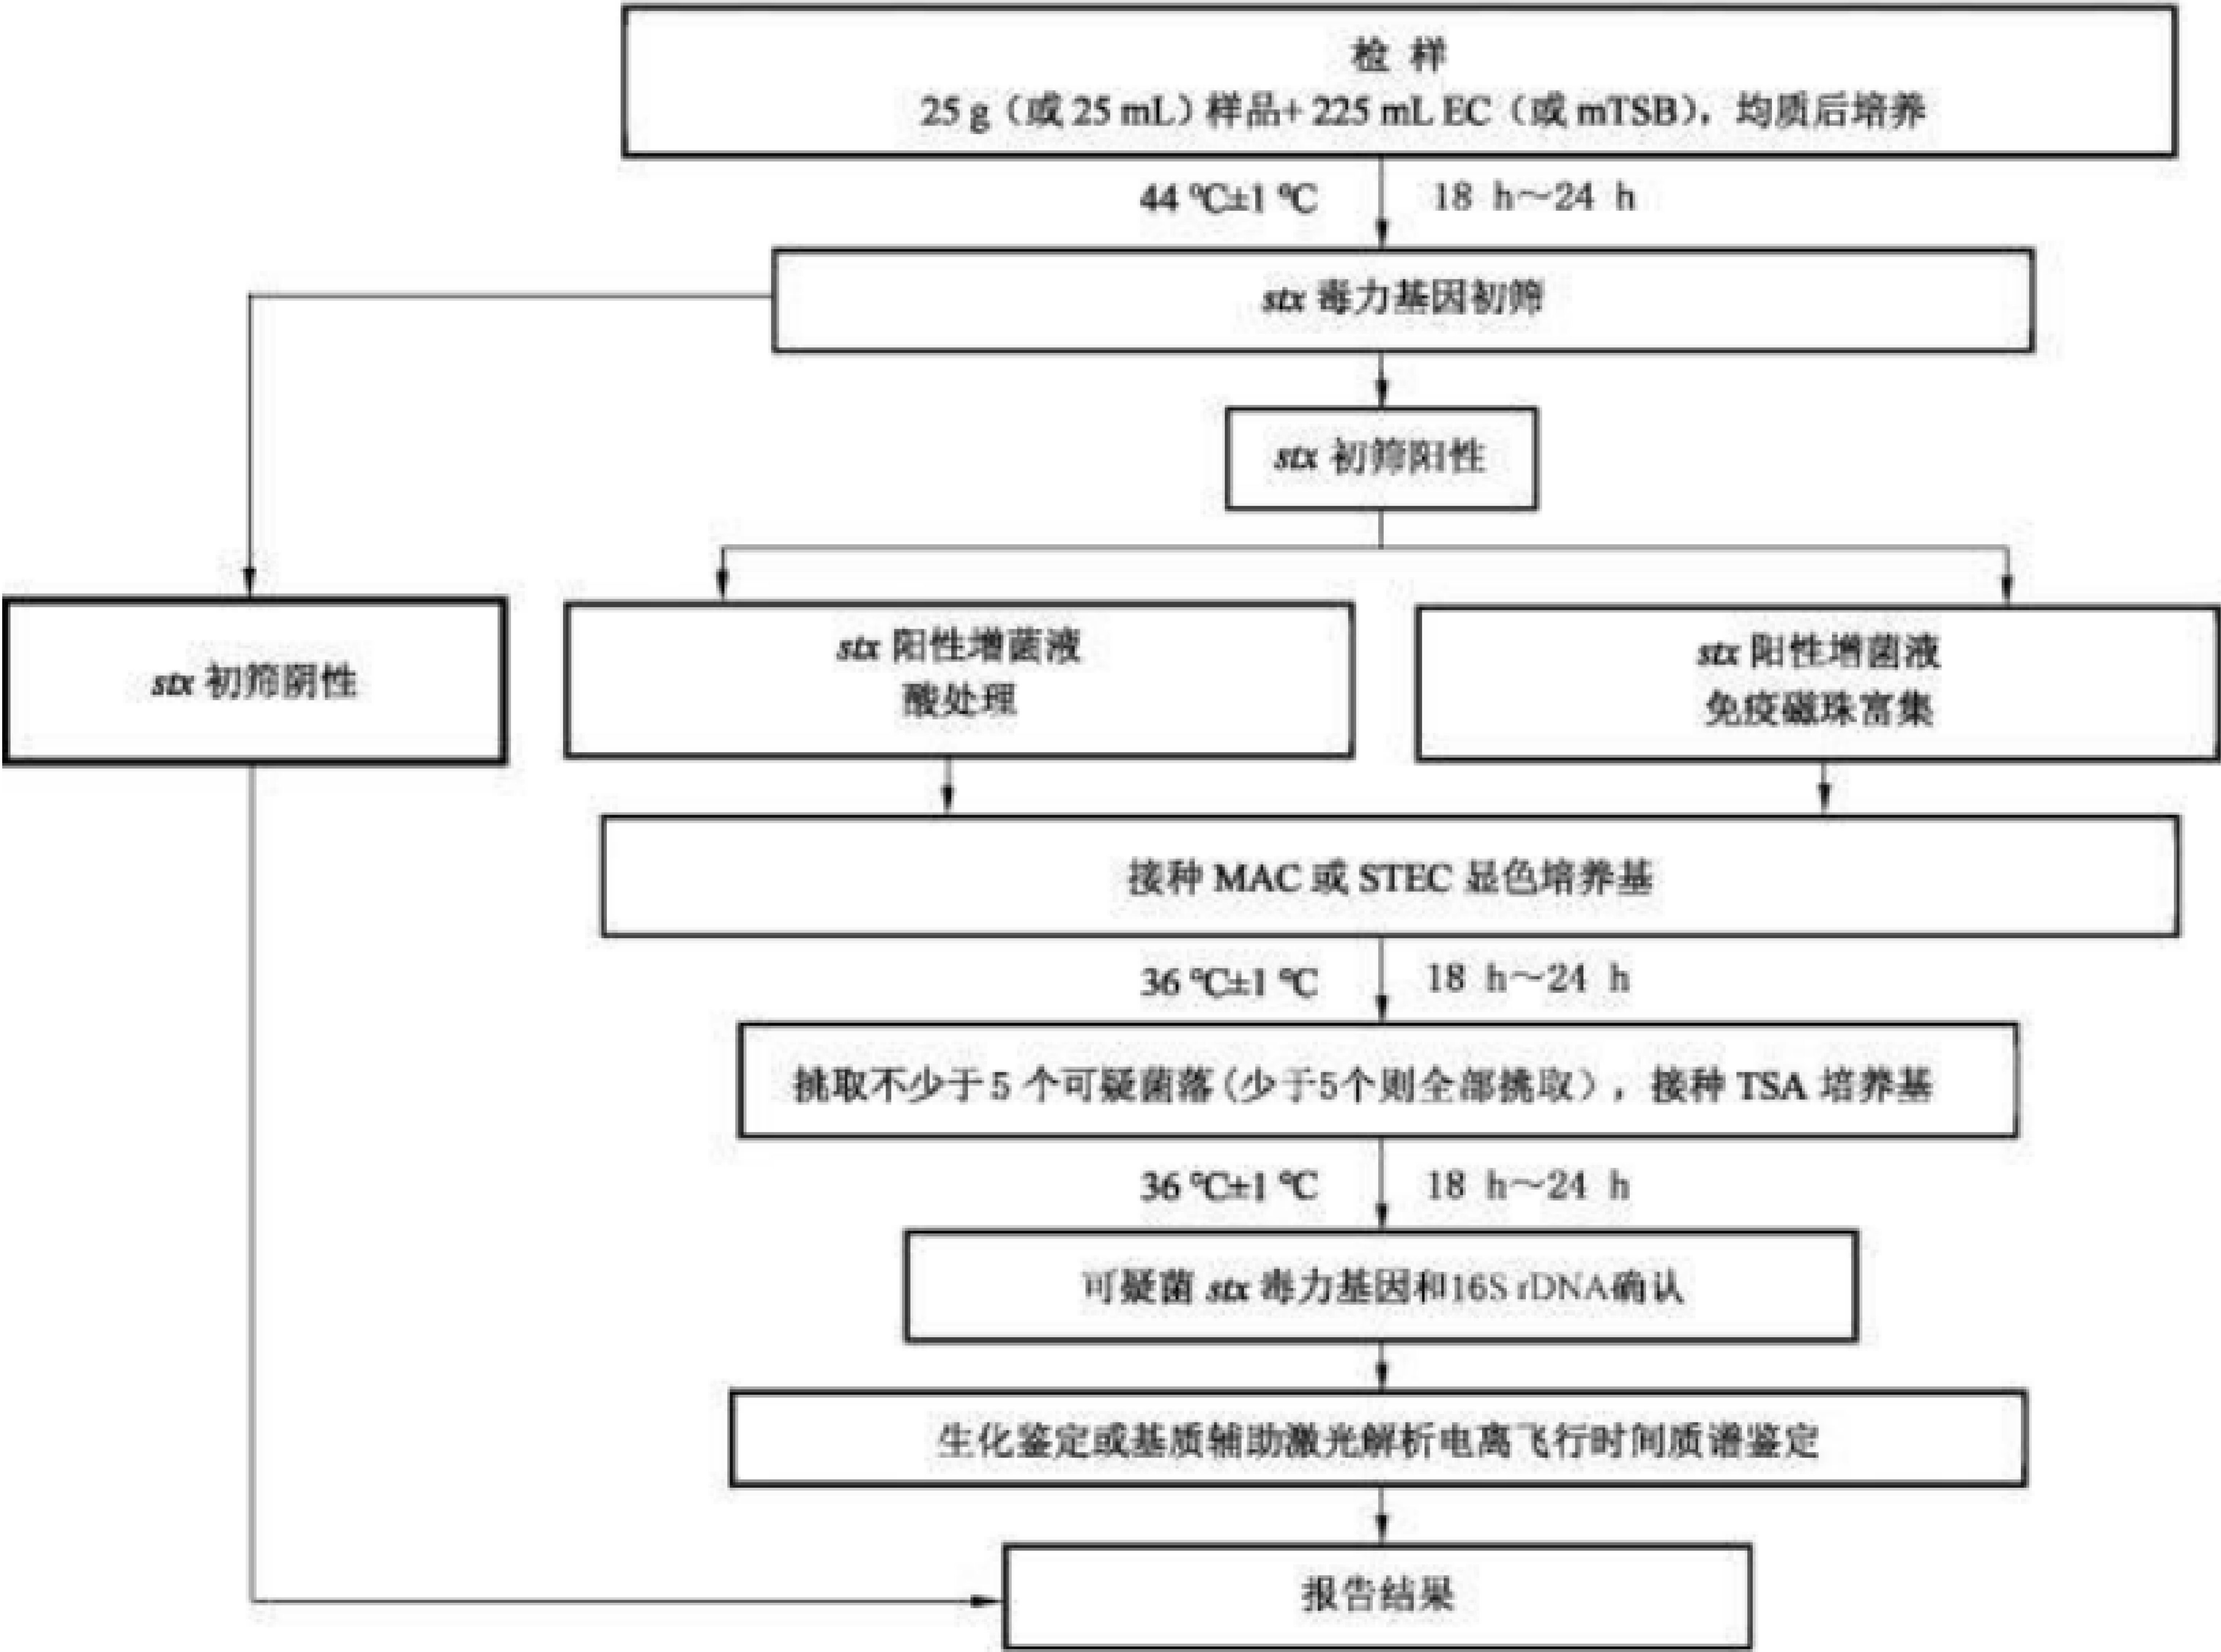 检 样
25 g（或 25 mL）样品+ 225 mL EC（或 mTSB），均质后培养
44 ℃±1 ℃ 18 h～24 h
stx 毒力基因初筛
stx 初筛阳性
stx 初筛阴性
stx 阳性增菌液
酸处理
stx 阳性增菌液
免疫磁珠富集
接种 MAC 或 STEC 显色培养基
36 ℃±1 ℃ 18 h～24 h
挑取不少于 5 个可疑菌落（少于5个则全部挑取），接种 TSA 培养基
36 ℃±1 ℃ 18 h～24 h
可疑菌 stx 毒力基因和16S rDNA确认
生化鉴定或基质辅助激光解析电离飞行时间质谱鉴定
报告结果